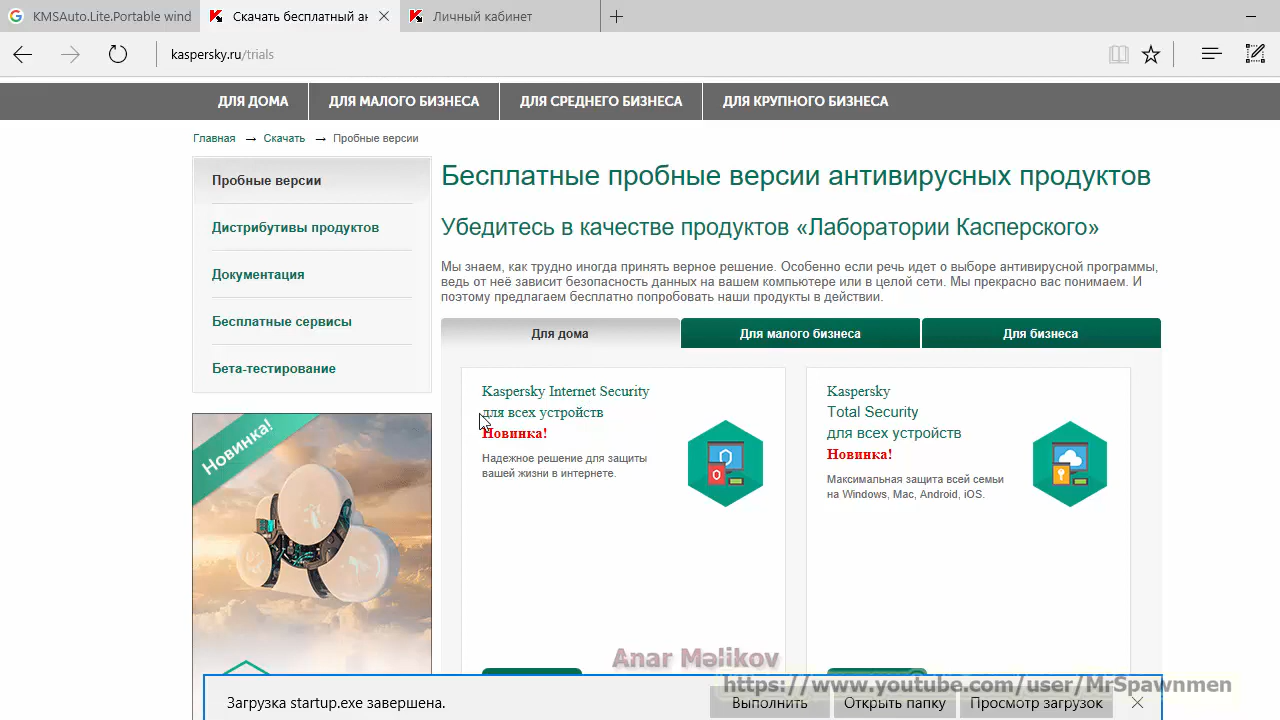 KMSAuto.Lite.Portable wind
Скачать бесплатный ан
Личный кабинет
kaspersky.ru/trials
ДЛЯ ДОМА
ДЛЯ МАЛОГО БИЗНЕСА
ДЛЯ СРЕДНЕГО БИЗНЕСА
ДЛЯ КРУПНОГО БИЗНЕСА
Главная → Скачать → Пробные версии
Пробные версии
Дистрибутивы продуктов
Документация
Бесплатные сервисы
Бета-тестирование
Новинка!
Бесплатные пробные версии антивирусных продуктов
Убедитесь в качестве продуктов «Лаборатории Касперского»
Мы знаем, как трудно иногда принять верное решение. Особенно если речь идет о выборе антивирусной программы,
ведь от неё зависит безопасность данных на вашем компьютере или в целой сети. Мы прекрасно вас понимаем. И
поэтому предлагаем бесплатно попробовать наши продукты в действии.
Для дома
Для малого бизнеса
Для бизнеса
Kaspersky Internet Security
для всех устройств
Новинка!
Надежное решение для защиты
вашей жизни в интернете.
Kaspersky
Total Security
для всех устройств
Новинка!
Максимальная защита всей семьи
на Windows, Mac, Android, iOS.
Anar Məlikov
https://www.youtube.com/user/MrSpawnmen
Загрузка startup.exe завершена.
Выполнить
Открыть папку
Просмотр загрузок